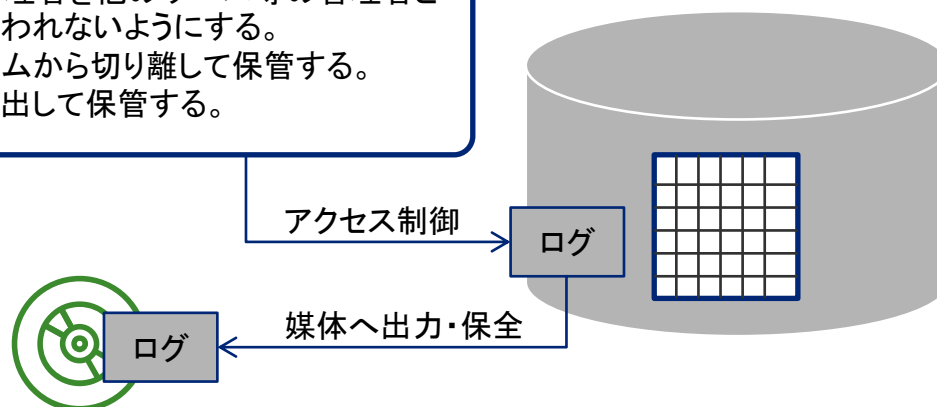 われないようにする。
ムから切り離して保管する。
出して保管する。
アクセス制御
ログ
媒体へ出力・保全
ログ